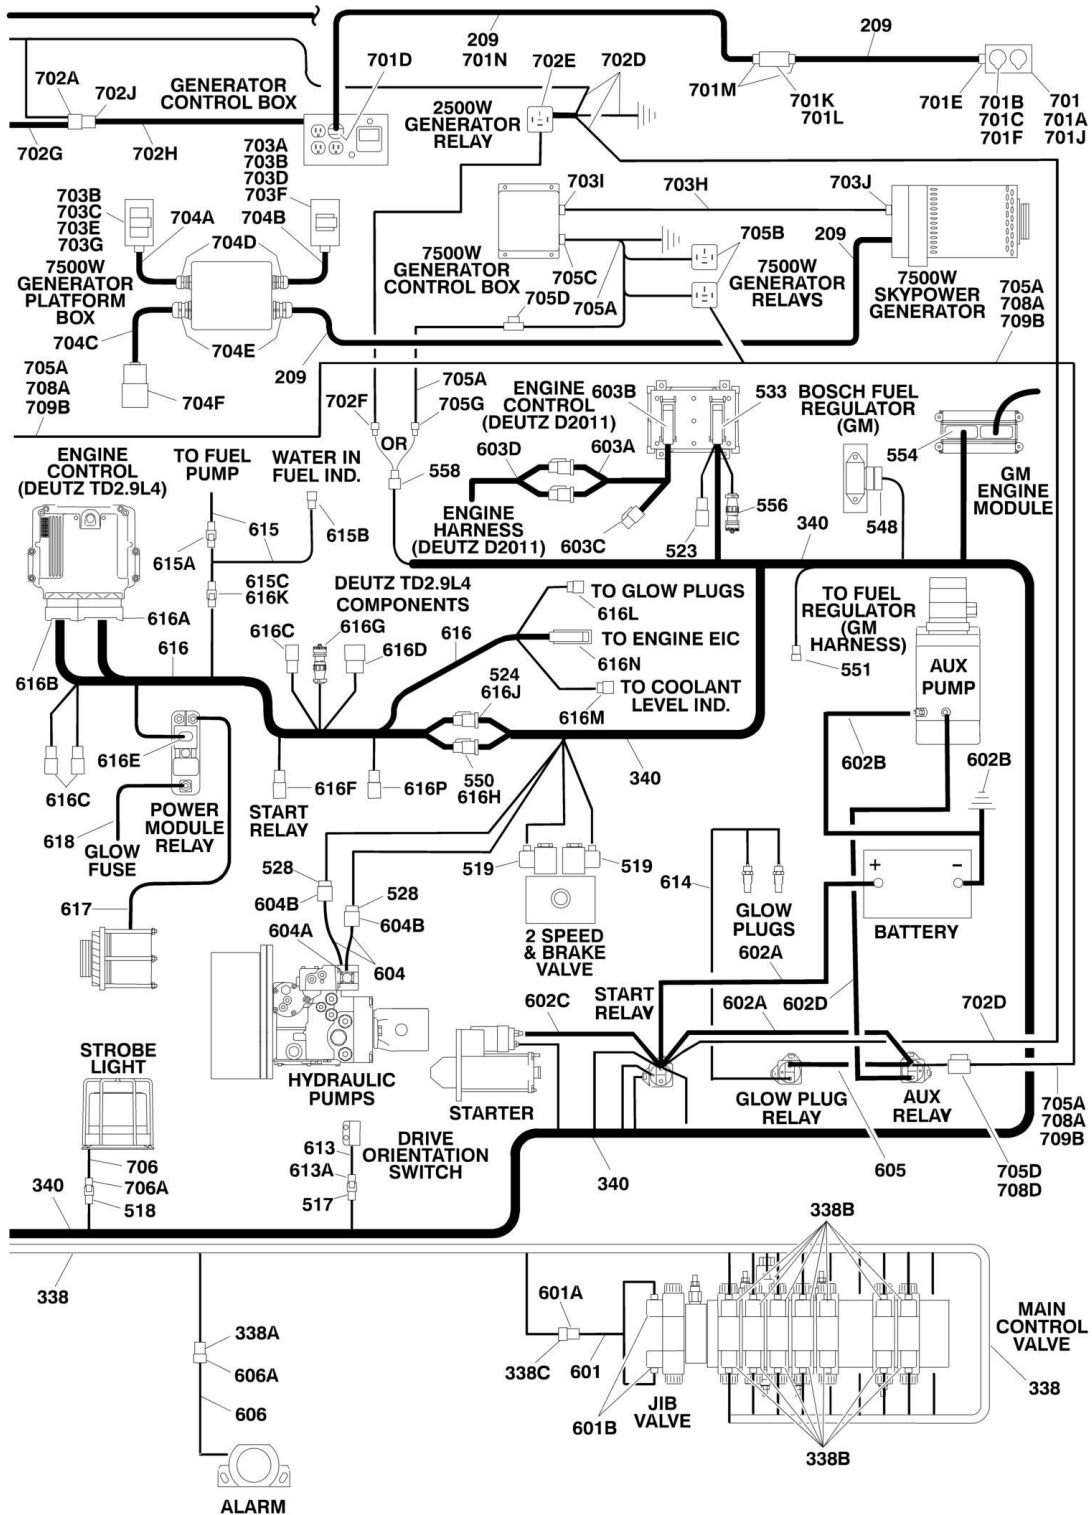 209
701N
702E
702D
209
701D
702A
702J
GENERATOR
CONTROL BOX
2500W
GENERATOR
RELAY
701M
701K
701L
701E
701B
701C
701F
701
701A
701J
702G
702H
703A
703B
703D
703F
703B
703C
703E
703G
704A
704B
704D
703I
703H
703J
209
705B
7500W
GENERATOR
PLATFORM
BOX
7500W
GENERATOR
CONTROL BOX
705C
705D
705A
7500W
GENERATOR
RELAYS
7500W
SKYPOWER
GENERATOR
705A
708A
709B
704C
704E
209
705A
708A
709B
704F
702F
705A
705G
OR
558
ENGINE
CONTROL
(DEUTZ D2011)
603B
533
BOSCH FUEL
REGULATOR
(GM)
554
603D
603A
ENGINE
CONTROL
(DEUTZ TD2.9L4)
TO FUEL
PUMP
WATER IN
FUEL IND.
GM
ENGINE
MODULE
ENGINE
HARNESS
(DEUTZ D2011)
603C
523
556
340
548
615
615B
615A
615C
616K
DEUTZ TD2.9L4
COMPONENTS
TO GLOW PLUGS
616L
TO FUEL
REGULATOR
(GM
HARNESS)
616A
616
616B
616C
616G
616D
616
TO ENGINE EIC
616N
551
AUX
PUMP
524
616J
TO COOLANT
LEVEL IND.
616M
616E
616C
550
616H
340
602B
602B
616F
616P
START
RELAY
POWER
MODULE
RELAY
618
GLOW
FUSE
528
519
519
614
+
-
617
604B
528
604B
604A
604
2 SPEED
& BRAKE
VALVE
GLOW
PLUGS
BATTERY
602A
602C
START
RELAY
602A
602D
702D
STROBE
LIGHT
HYDRAULIC
PUMPS
STARTER
GLOW PLUG
RELAY
AUX
RELAY
705A
708A
709B
613
DRIVE
ORIENTATION
SWITCH
706
613A
340
706A
518
517
340
605
705D
708D
338B
338
601A
338A
606A
338C
601
MAIN
CONTROL
VALVE
338
606
JIB
VALVE
601B
338B
ALARM